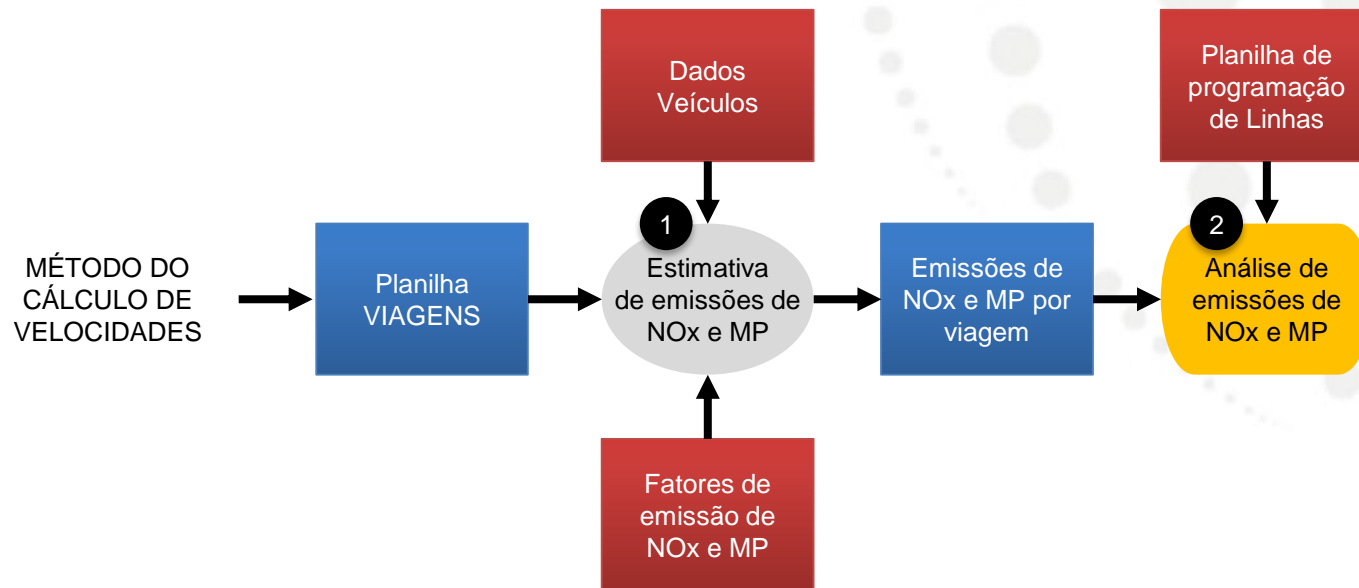 Dados
Veículos
Planilha de
programação
de Linhas
1
2
MÉTODO DO
CÁLCULO DE
VELOCIDADES
Planilha
VIAGENS
Estimativa
de emissões de
NOx e MP
Emissões de
NOx e MP por
viagem
Análise de
emissões de
NOx e MP
Fatores de
emissão de
NOx e MP